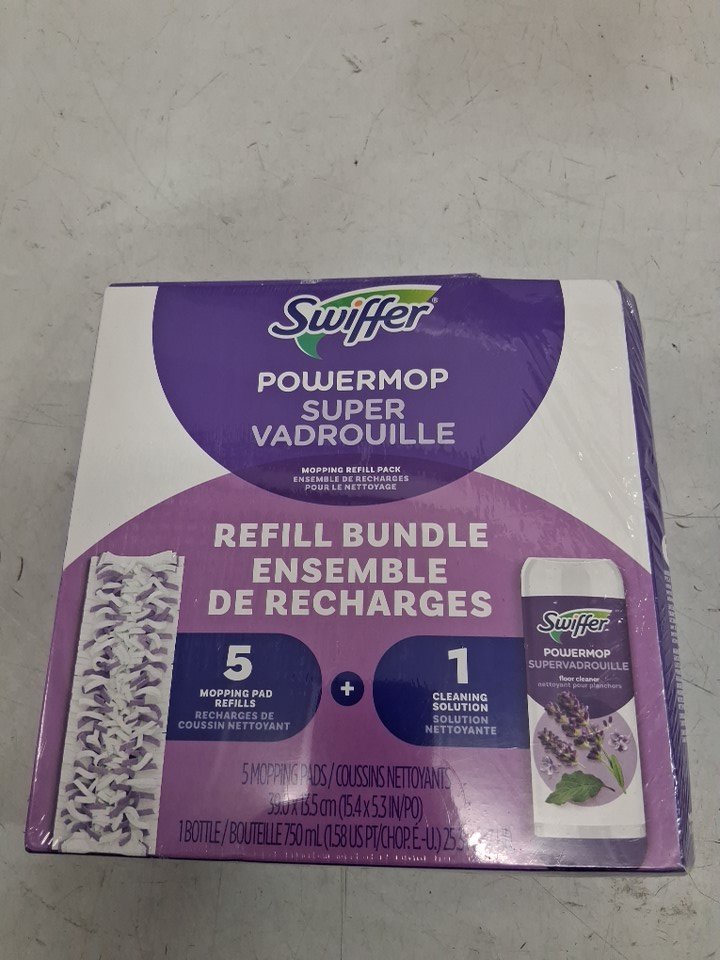 Swiffer®
POWERMOP
SUPER
VADROUILLE
MOPPING REFILL PACK
ENSEMBLE DE RECHARGES
POUR LE NETTOYAGE
REFILL BUNDLE
ENSEMBLE
DE RECHARGES
5
MOPPING PAD
REFILLS
RECHARGES DE
COUSSIN NETTOYANT
+
1
CLEANING
SOLUTION
SOLUTION
NETTOYANTE
Swiffer
POWERMOP
SUPERVADROUILLE
floor cleaner
nettoyant pour planchers
5 MOPPING PADS / COUSSINS NETTOYANTS
39.0 x 13.5 cm (15.4 x 5.3 IN/PO)
1 BOTTLE / BOUTEILLE 750 mL (1.58 US PT/CHOP. É.-U.)